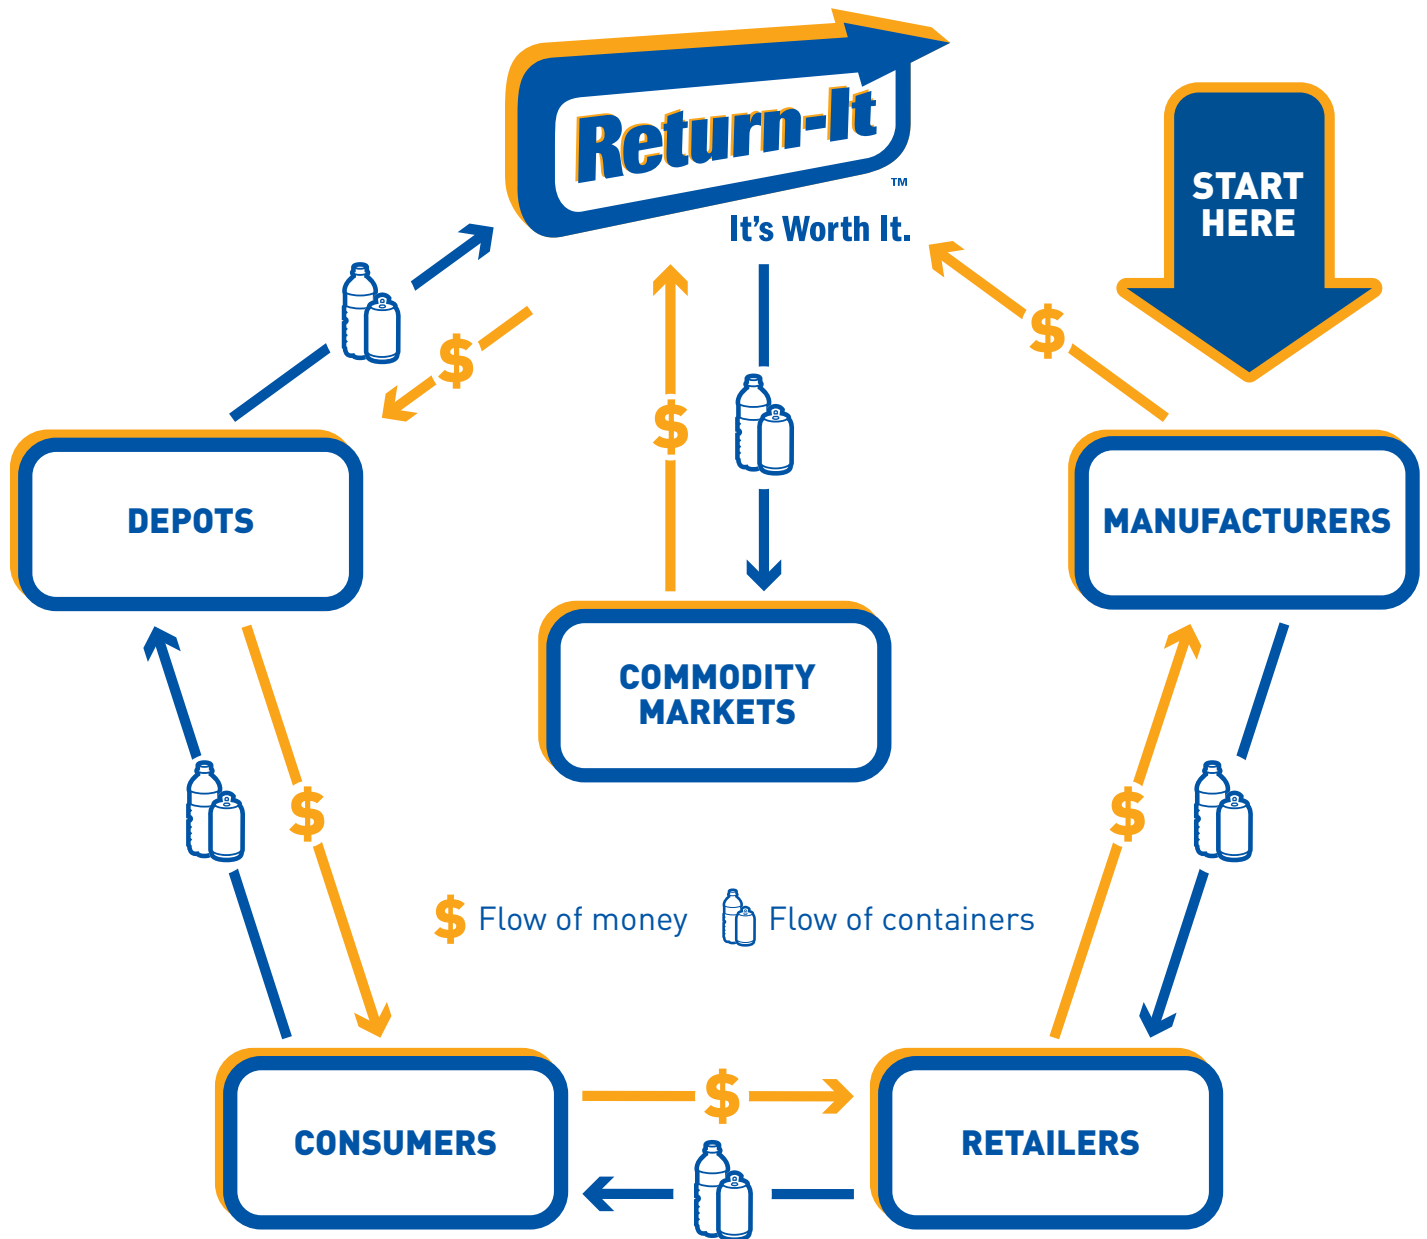 Return-It
TM
It's Worth It.
START
HERE
$
$
$
DEPOTS
MANUFACTURERS
COMMODITY
MARKETS
$
$
$ Flow of money
Flow of containers
$
CONSUMERS
RETAILERS